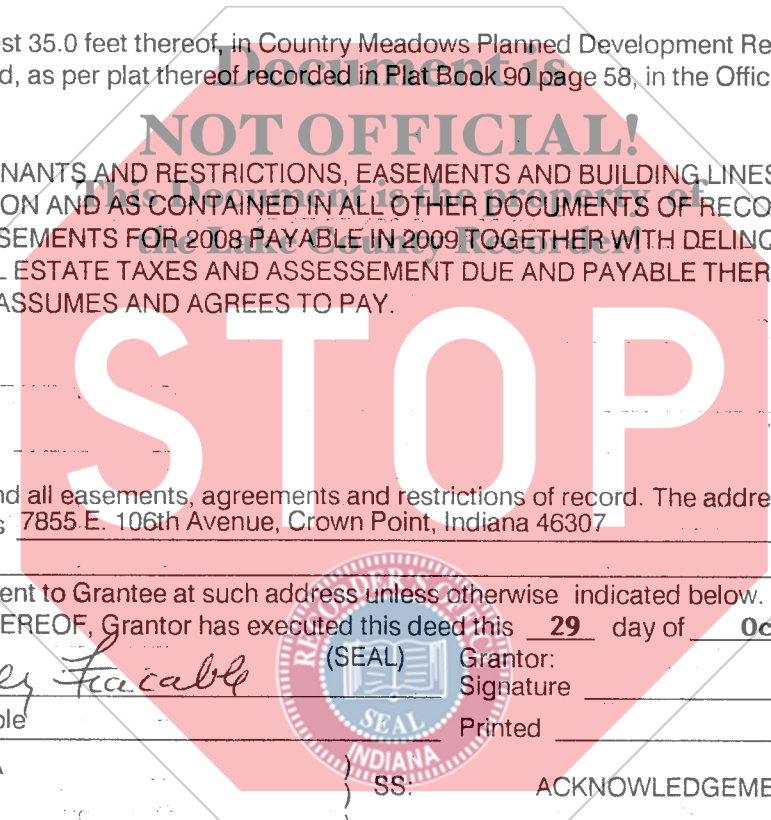 st 35.0 feet thereof, in Country Meadows Planned Development Re
Document is
d, as per plat thereof recorded in Plat Book 90 page 58, in the Offic
NOT OFFICIAL!
NANTS AND RESTRICTIONS, EASEMENTS AND BUILDING LINES
This Document is the property of
ON AND AS CONTAINED IN ALL OTHER DOCUMENTS OF RECO
SEMENTS FOR 2008 PAYABLE IN 2009 TOGETHER WITH DELINQ
the Lake County Recorder!
L ESTATE TAXES AND ASSESSEMENT DUE AND PAYABLE THER
ASSUMES AND AGREES TO PAY.
STOP
nd all easements, agreements and restrictions of record. The addre
s 7855 E. 106th Avenue, Crown Point, Indiana 46307
ent to Grantee at such address unless otherwise indicated below.
EREOF, Grantor has executed this deed this 29 day of Oc
(SEAL) Grantor:
Signature
ble
Printed
RECORDER'S OFFICE
SEAL
INDIANA
A
) SS: ACKNOWLEDGEME
)